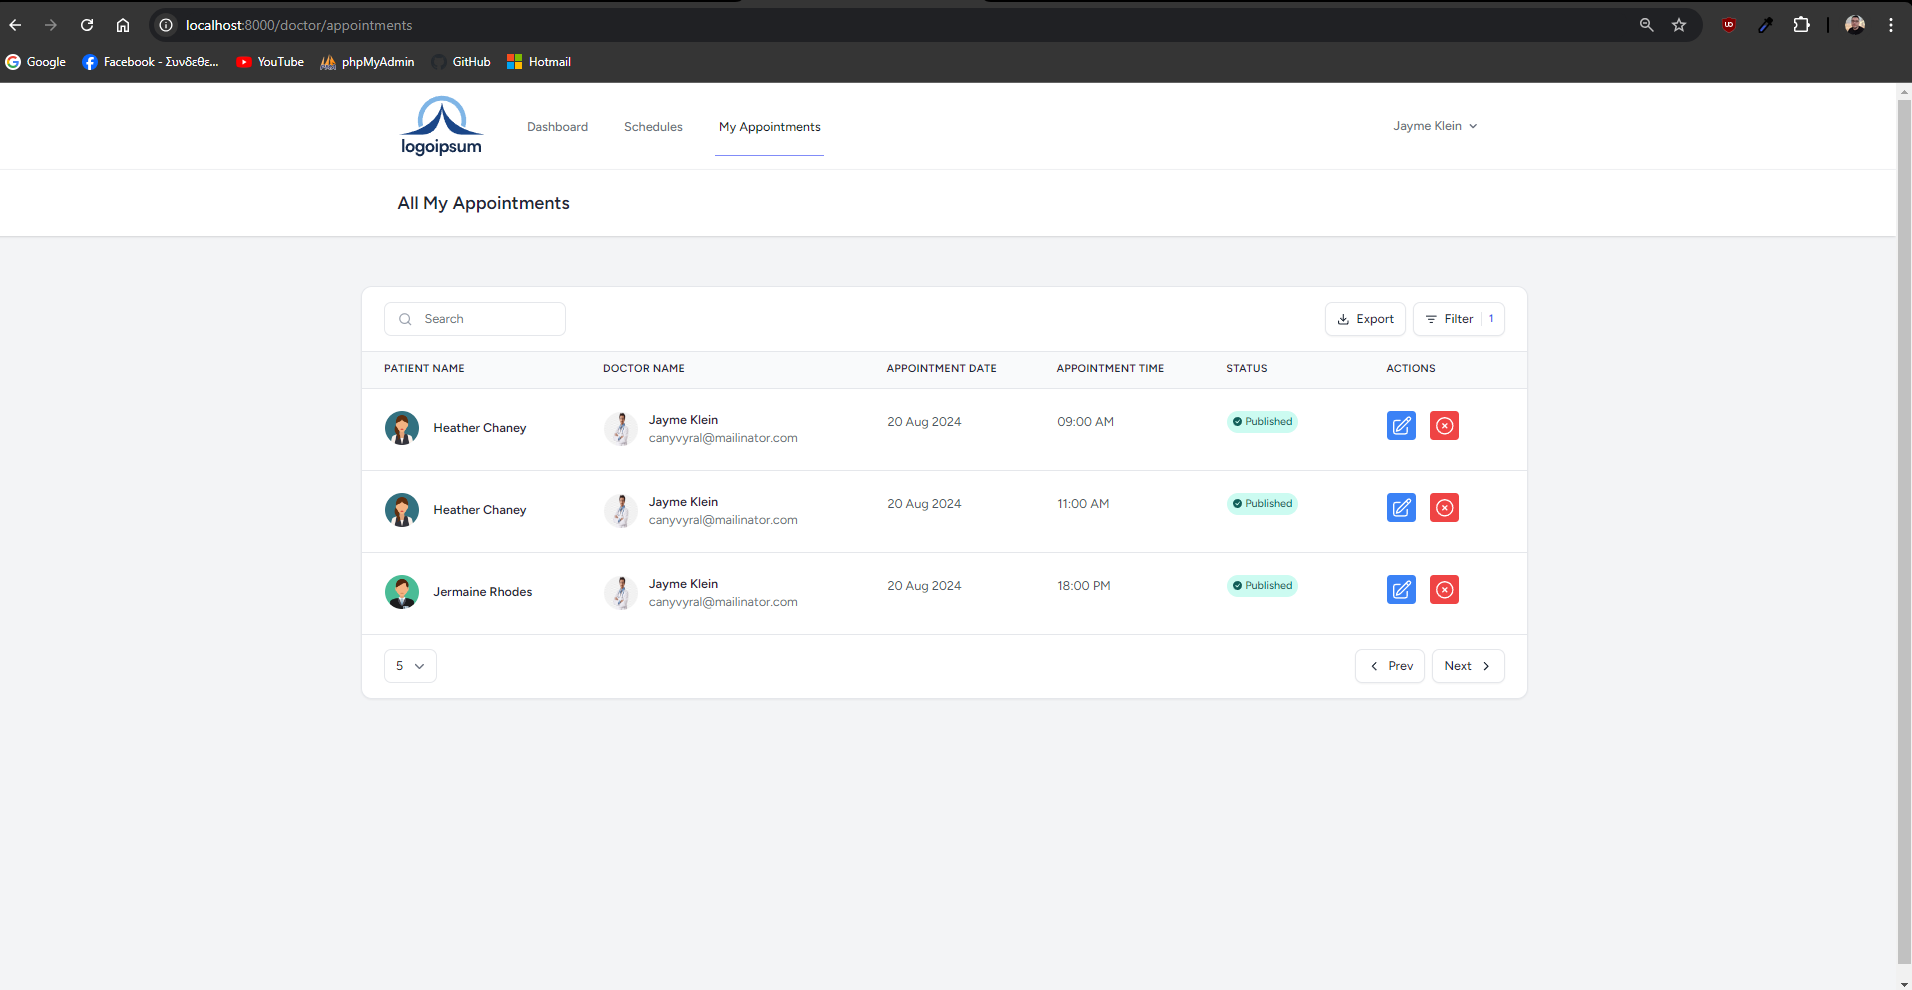 localhost:8000/doctor/appointments
Google Facebook - Συνδεθε... YouTube phpMyAdmin GitHub Hotmail
logoipsum
Dashboard Schedules My Appointments Jayme Klein
All My Appointments
Search Export Filter 1
PATIENT NAME DOCTOR NAME APPOINTMENT DATE APPOINTMENT TIME STATUS ACTIONS
Heather Chaney Jayme Klein 20 Aug 2024 09:00 AM Published
canyvyral@mailinator.com
Heather Chaney Jayme Klein 20 Aug 2024 11:00 AM Published
canyvyral@mailinator.com
Jermaine Rhodes Jayme Klein 20 Aug 2024 18:00 PM Published
canyvyral@mailinator.com
5 Prev Next